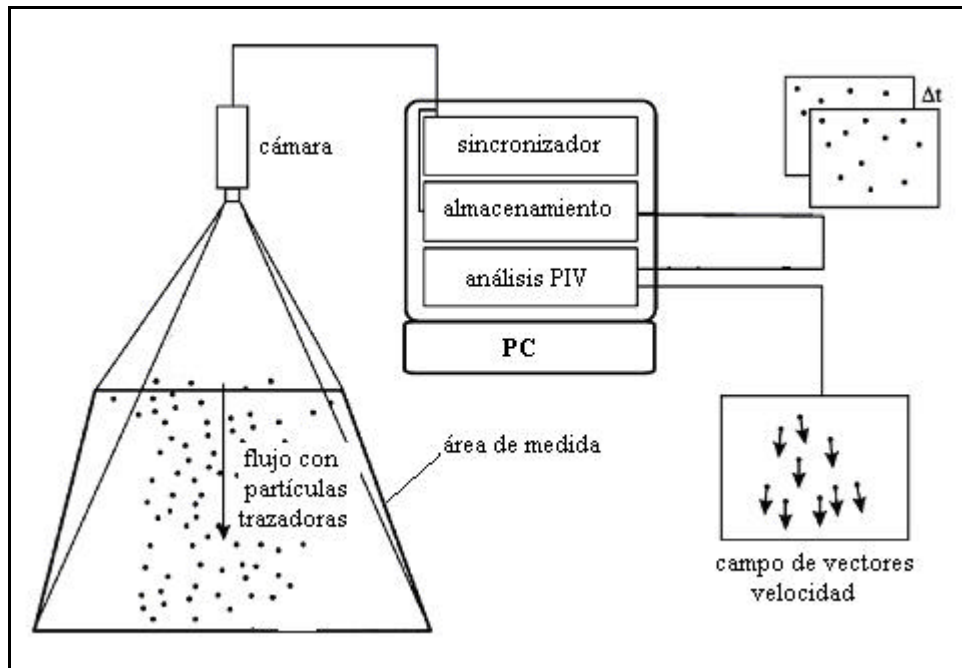 cámara
sincronizador
almacenamiento
análisis PIV
PC
Δt
flujo con
partículas
trazadoras
área de medida
campo de vectores
velocidad